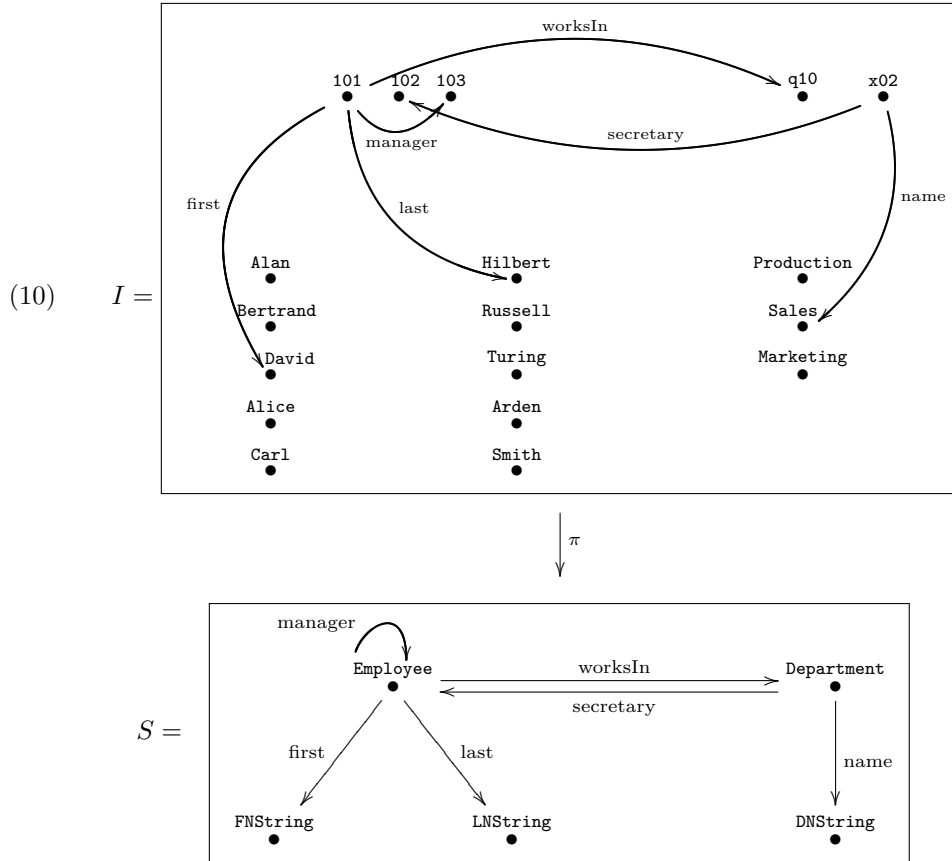 worksIn
101 102 103 q10 x02
secretary
manager
first
last
name
Alan Hilbert Production
(10) I =
Bertrand Russell Sales
David Turing Marketing
Alice Arden
Carl Smith
π
manager
Employee worksIn Department
secretary
S =
first last name
FNString LNString DNString